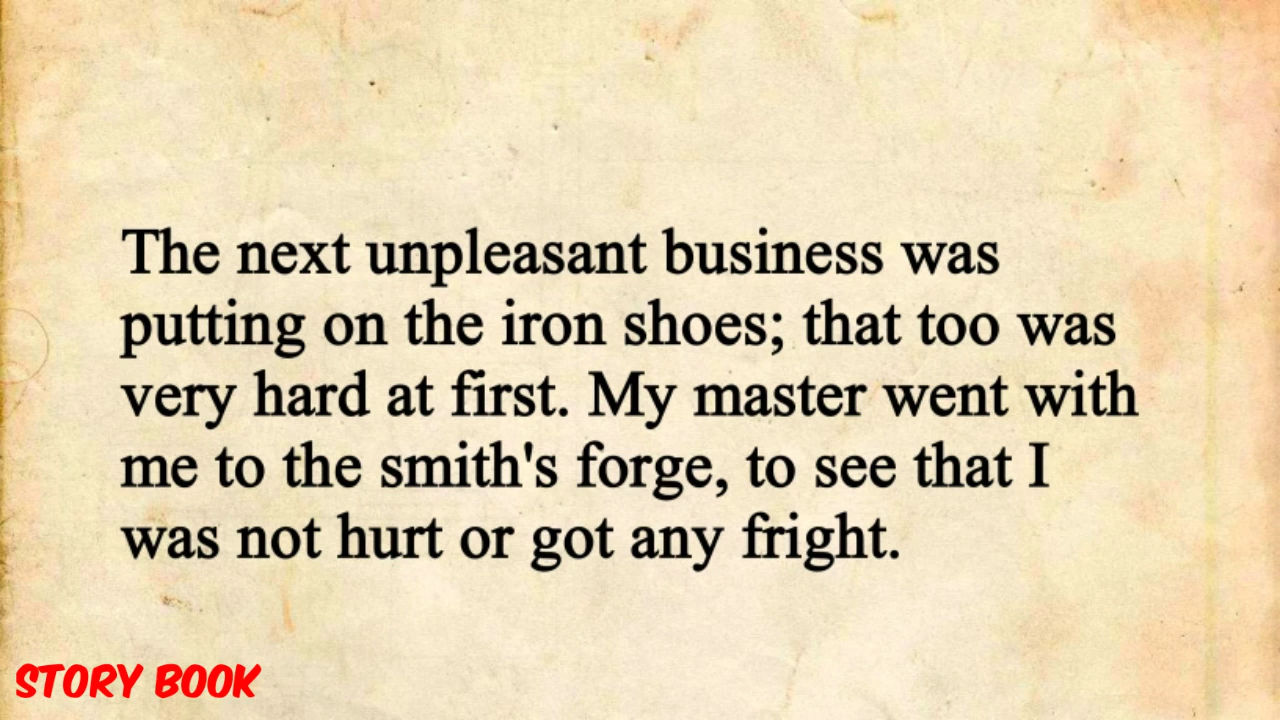 The next unpleasant business was
putting on the iron shoes; that too was
very hard at first. My master went with
me to the smith's forge, to see that I
was not hurt or got any fright.
STORY BOOK